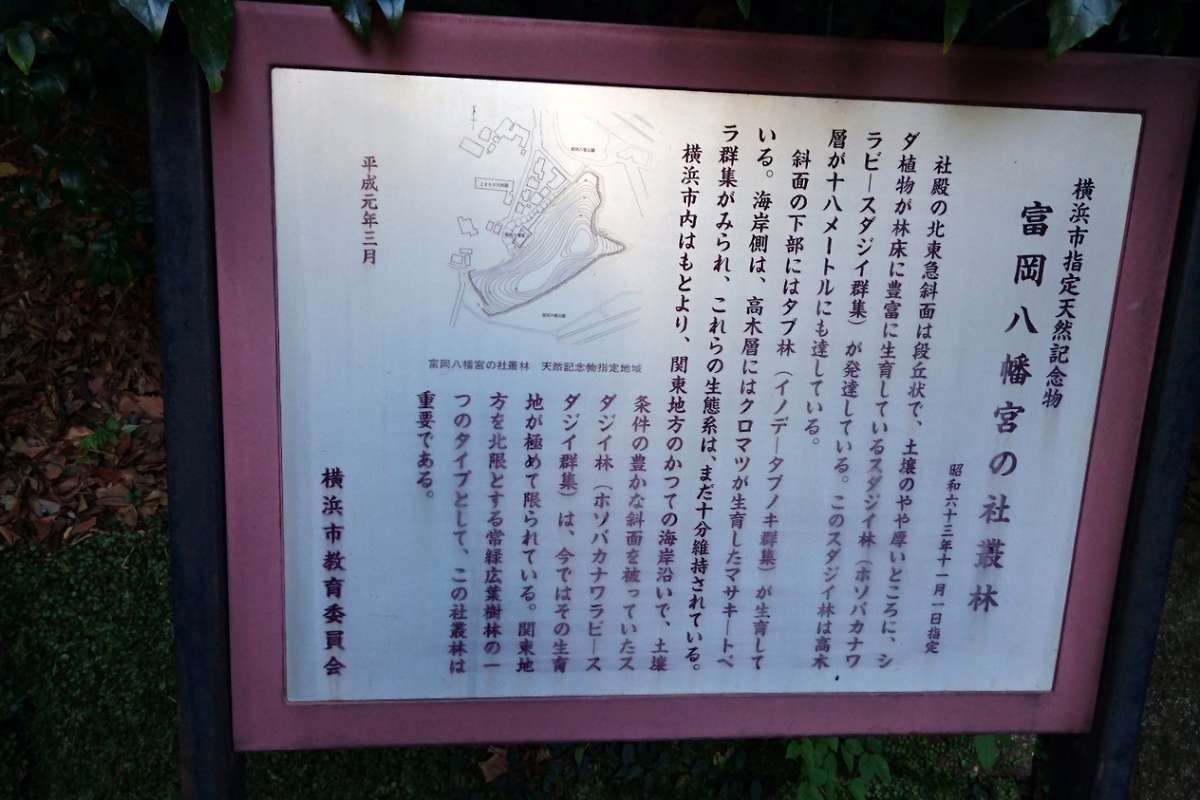 横浜市指定天然記念物
富岡八幡宮の社叢林
昭和六十三年十一月一日指定
社殿の北東急斜面は段丘状で、土壌のやや厚いところに、シ
ダ植物が林床に豊富に生育しているスダジイ林（ホソバカナワ
ラビースダジイ群集）が発達している。このスダジイ林は高木
層が十八メートルにも達している。
斜面の下部にはタブ林（イノデータブノキ群集）が生育して
いる。海岸側は、高木層にはクロマツが生育したマサキートベ
ラ群集がみられ、これらの生態系は、まだ十分維持されている。
横浜市内はもとより、関東地方のかつての海岸沿いで、土壌
条件の豊かな斜面を被っていたス
ダジイ林（ホソバカナワラビース
ダジイ群集）は、今ではその生育
地が極めて限られている。関東地
方を北限とする常緑広葉樹林の一
つのタイプとして、この社叢林は
重要である。
富岡八幡宮の社叢林　天然記念物指定地域
平成元年三月
横浜市教育委員会